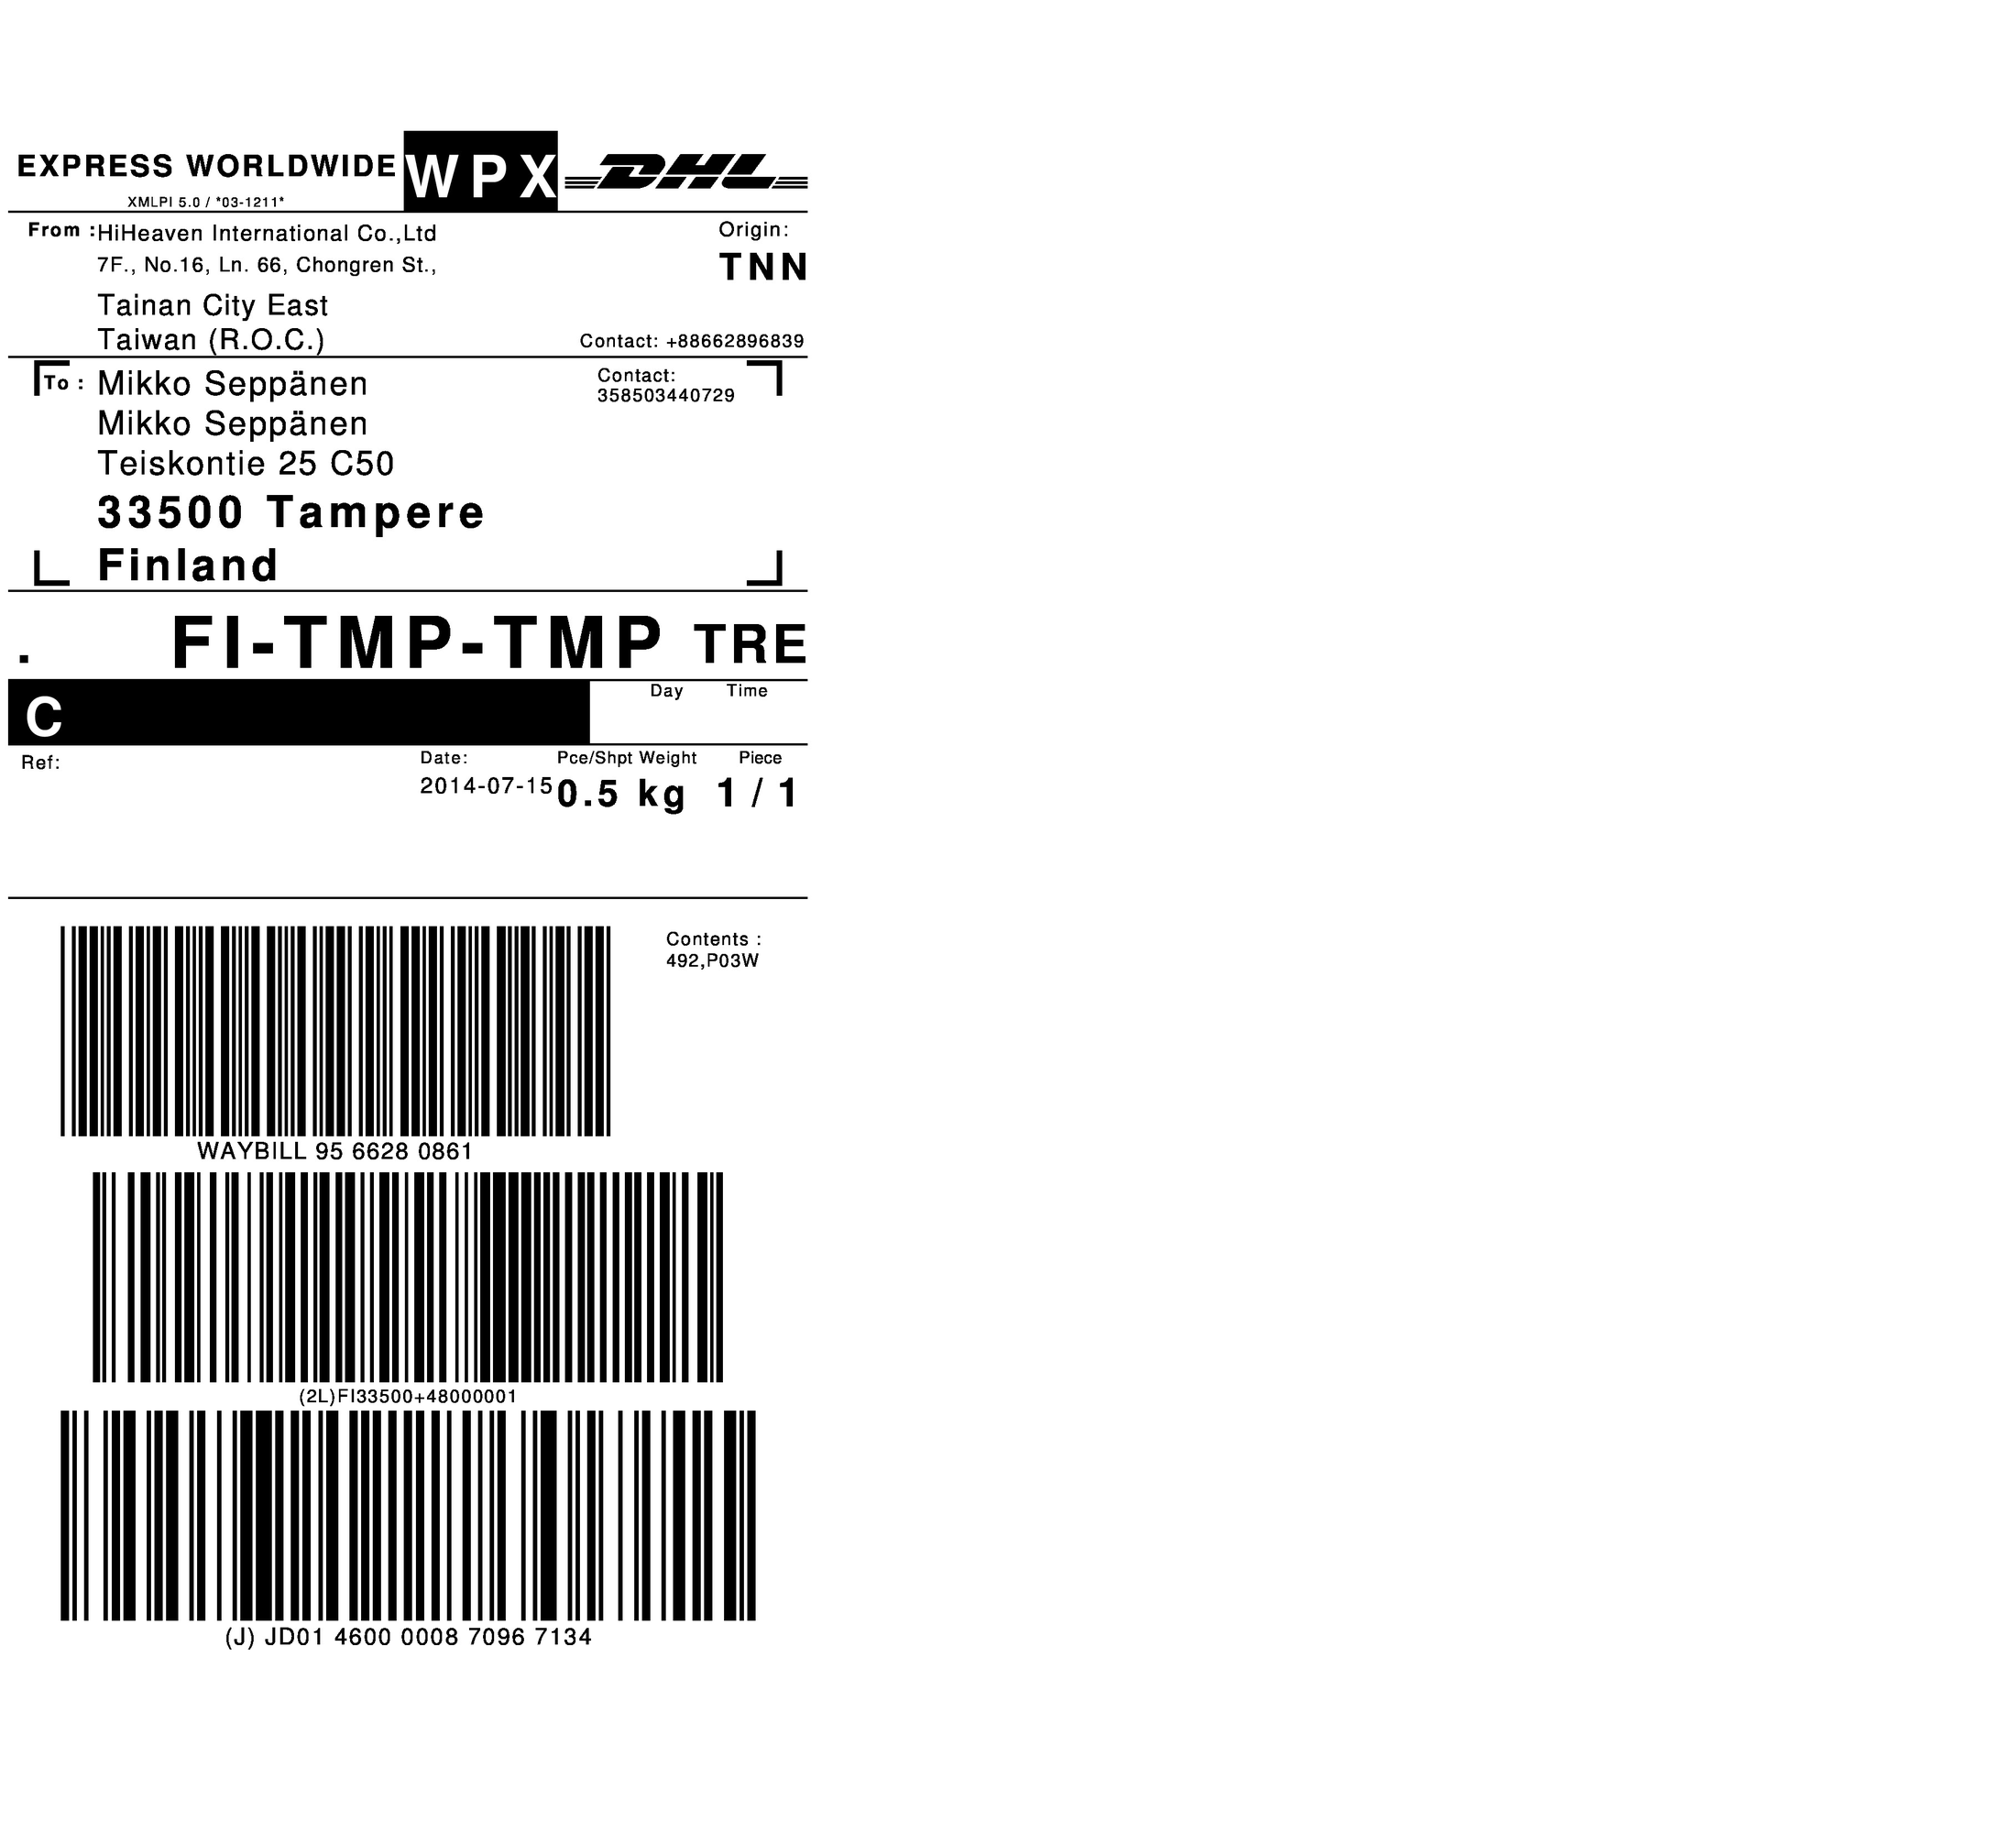 EXPRESS WORLDWIDE WPX DHL
XMLPI 5.0 / *03-1211*
From : HiHeaven International Co.,Ltd Origin:
7F., No.16, Ln. 66, Chongren St., TNN
Tainan City East
Taiwan (R.O.C.) Contact: +88662896839
To : Mikko Seppänen Contact:
358503440729
Mikko Seppänen
Teiskontie 25 C50
33500 Tampere
Finland
. FI-TMP-TMP TRE
C Day Time
Ref: Date: Pce/Shpt Weight Piece
2014-07-15 0.5 kg 1 / 1
Contents :
492,P03W
WAYBILL 95 6628 0861
(2L)FI33500+48000001
(J) JD01 4600 0008 7096 7134